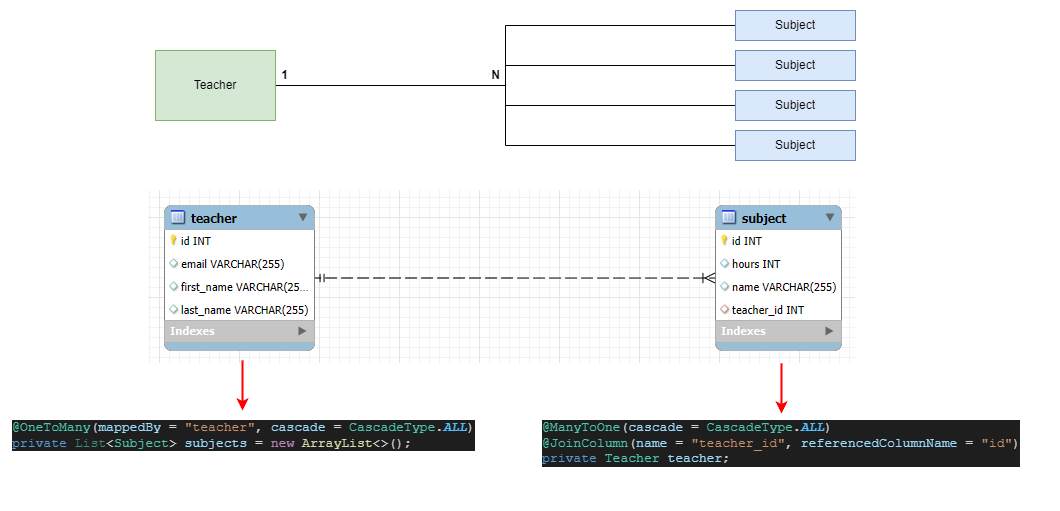 Subject
Teacher
1
N
Subject
Subject
Subject
teacher
id INT
email VARCHAR(255)
first_name VARCHAR(25...
last_name VARCHAR(255)
Indexes
subject
id INT
hours INT
name VARCHAR(255)
teacher_id INT
Indexes
@OneToMany(mappedBy = "teacher", cascade = CascadeType.ALL)
private List<Subject> subjects = new ArrayList<>();
@ManyToOne(cascade = CascadeType.ALL)
@JoinColumn(name = "teacher_id", referencedColumnName = "id")
private Teacher teacher;